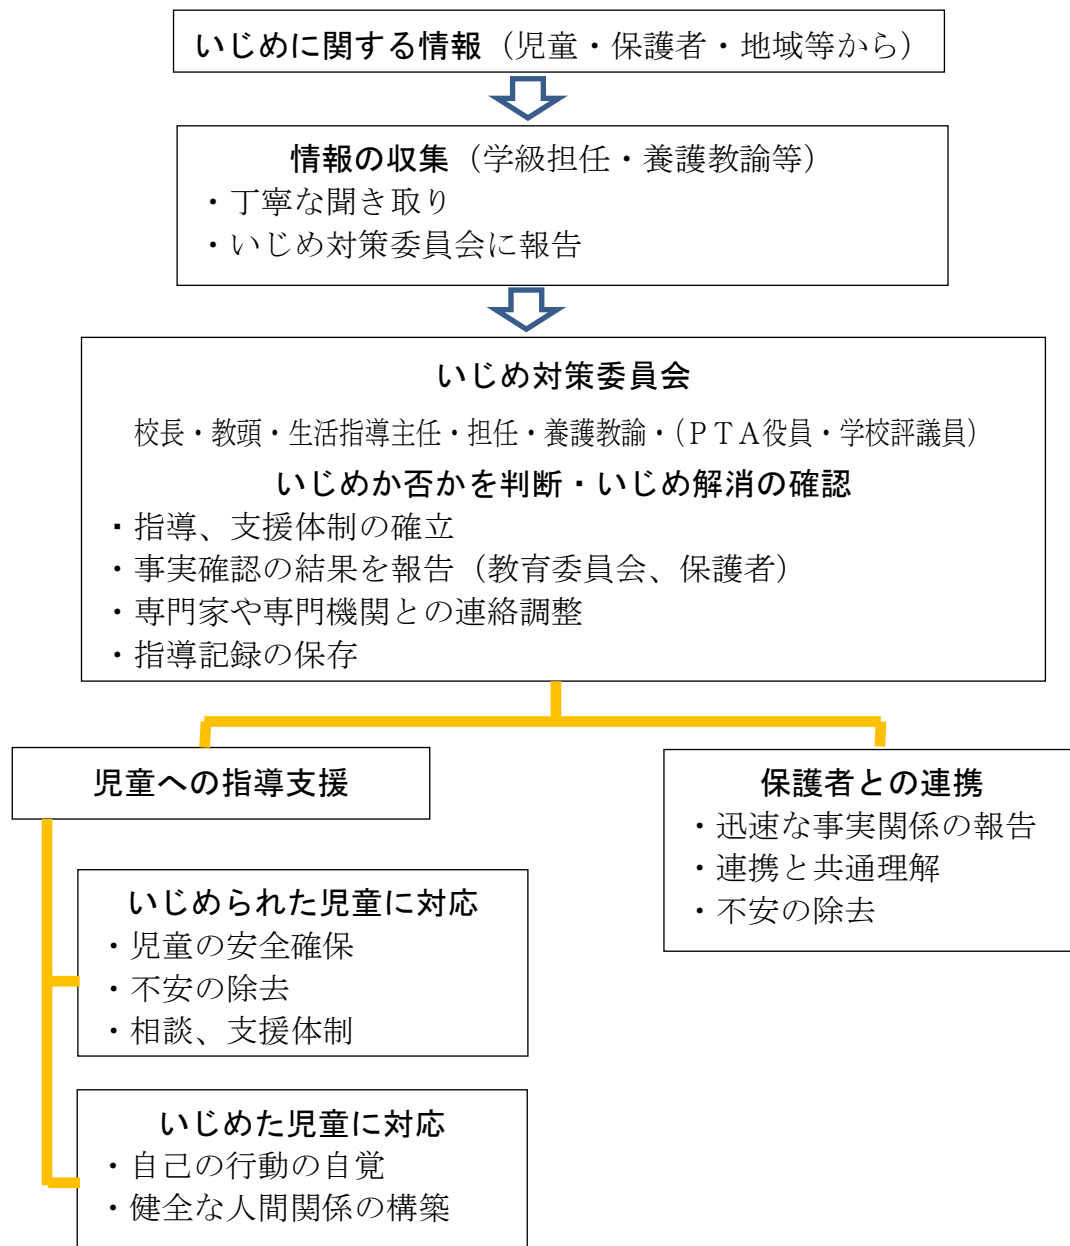 いじめに関する情報（児童・保護者・地域等から）
情報の収集（学級担任・養護教諭等）
・丁寧な聞き取り
・いじめ対策委員会に報告
いじめ対策委員会
校長・教頭・生活指導主任・担任・養護教諭・（ＰＴＡ役員・学校評議員）
いじめか否かを判断・いじめ解消の確認
・指導、支援体制の確立
・事実確認の結果を報告（教育委員会、保護者）
・専門家や専門機関との連絡調整
・指導記録の保存
児童への指導支援
いじめられた児童に対応
・児童の安全確保
・不安の除去
・相談、支援体制
いじめた児童に対応
・自己の行動の自覚
・健全な人間関係の構築
保護者との連携
・迅速な事実関係の報告
・連携と共通理解
・不安の除去